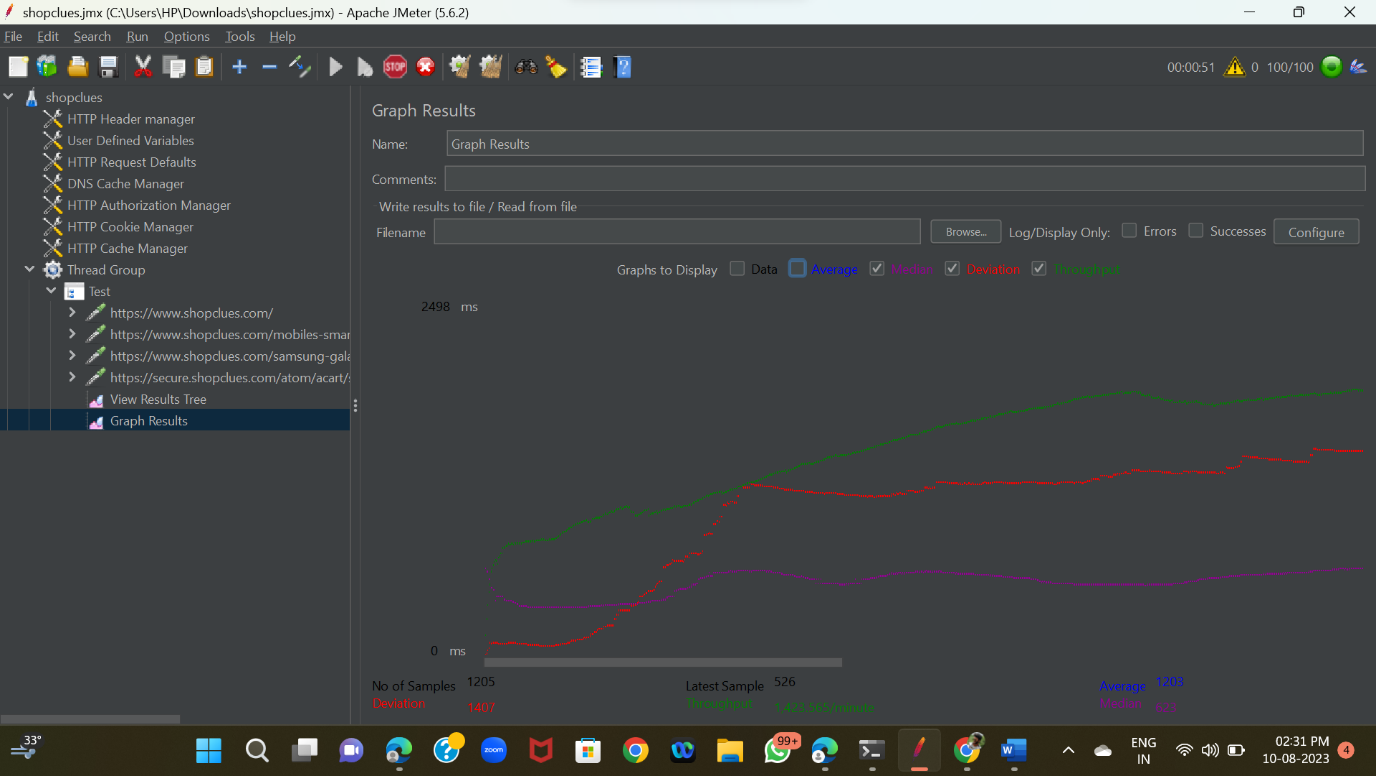 shopclues.jmx (C:\Users\HP\Downloads\shopclues.jmx) - Apache JMeter (5.6.2)
File Edit Search Run Options Tools Help
STOP 00:00:51 0 100/100
shopclues
HTTP Header manager
User Defined Variables
HTTP Request Defaults
DNS Cache Manager
HTTP Authorization Manager
HTTP Cookie Manager
HTTP Cache Manager
Thread Group
Test
https://www.shopclues.com/
https://www.shopclues.com/mobiles-smar
https://www.shopclues.com/samsung-gala
https://secure.shopclues.com/atom/acart/
View Results Tree
Graph Results
Graph Results
Name: Graph Results
Comments:
Write results to file / Read from file
Filename Browse... Log/Display Only: Errors Successes Configure
Graphs to Display Data Average Median Deviation Throughput
2498 ms
0 ms
No of Samples 1205 Latest Sample 526 Average 1203
Deviation 1407 Throughput 1,423.565/minute Median
33°
zoom
99+
ENG
IN
02:31 PM
10-08-2023
4